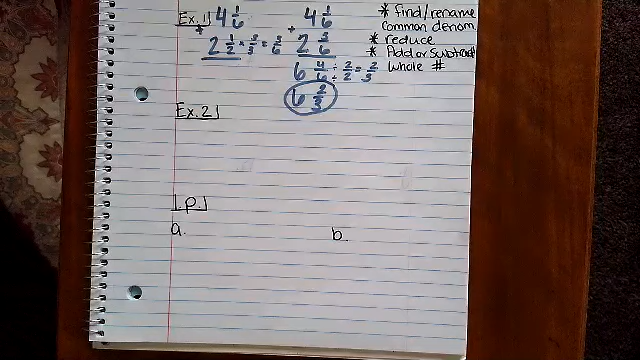 Ex. 1) 4 1/6 4 1/6 * find/rename
common denom.
+ 2 1/2 × 3/3 = 3/6 + 2 3/6 * reduce
* Add or Subtract
whole #
6 4/6 ÷ 2/2 = 2/3
6 2/3
Ex. 2]
I.P.]
a. b.